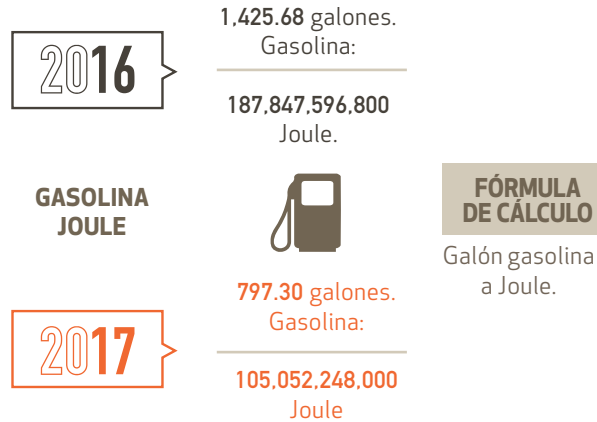 1,425.68 galones.
Gasolina:
2016
187,847,596,800
Joule.
GASOLINA
JOULE
FÓRMULA
DE CÁLCULO
Galón gasolina
a Joule.
797.30 galones.
Gasolina:
2017
105,052,248,000
Joule